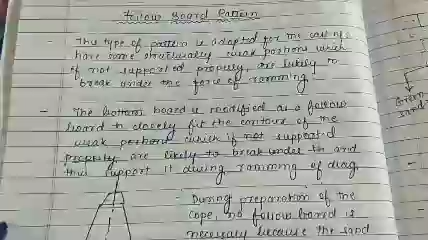 Follow Board Pattern
- This type of pattern is adopted for the
have some structurally weak portions which
if not supported properly, are likely to
break under the force of ramming
- The bottom board is modified as a follow
board to closely fit the contour of the
weak portions which if not supported
properly are likely to break under the and
thus support it during ramming of drag
- During preparation of the
cope, no follow board is
necessary because the sand
Green
sand